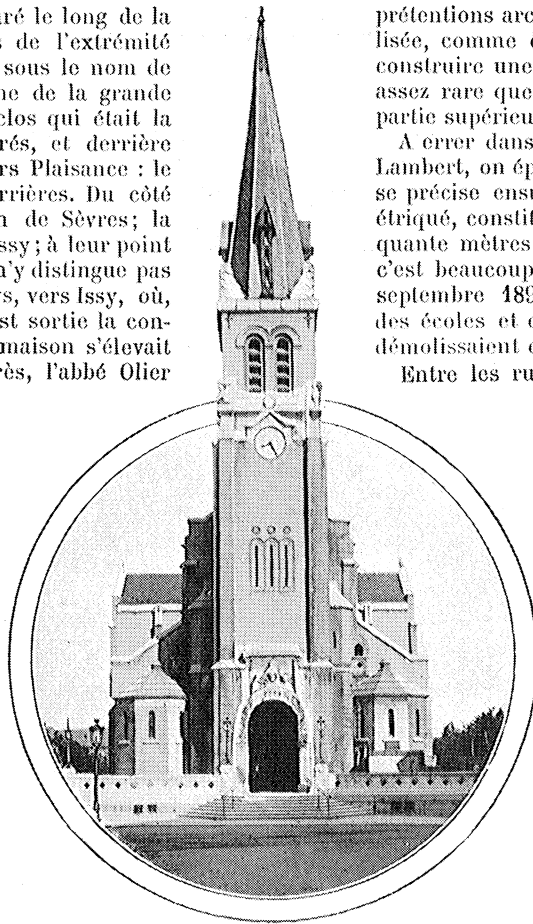 ré le long de la
s de l'extrémité
sous le nom de
ne de la grande
clos qui était la
rés, et derrière
rs Plaisance : le
rrières. Du côté
n de Sèvres; la
ssy; à leur point
n'y distingue pas
s, vers Issy, où,
st sortie la con-
maison s'élevait
rès, l'abbé Olier
prétentions arc
lisée, comme
construire une
assez rare que
partie supérieu
A errer dans
Lambert, on ép
se précise ensu
étriqué, constit
quante mètres
c'est beaucoup
septembre 189
des écoles et
démolissaient
Entre les ru